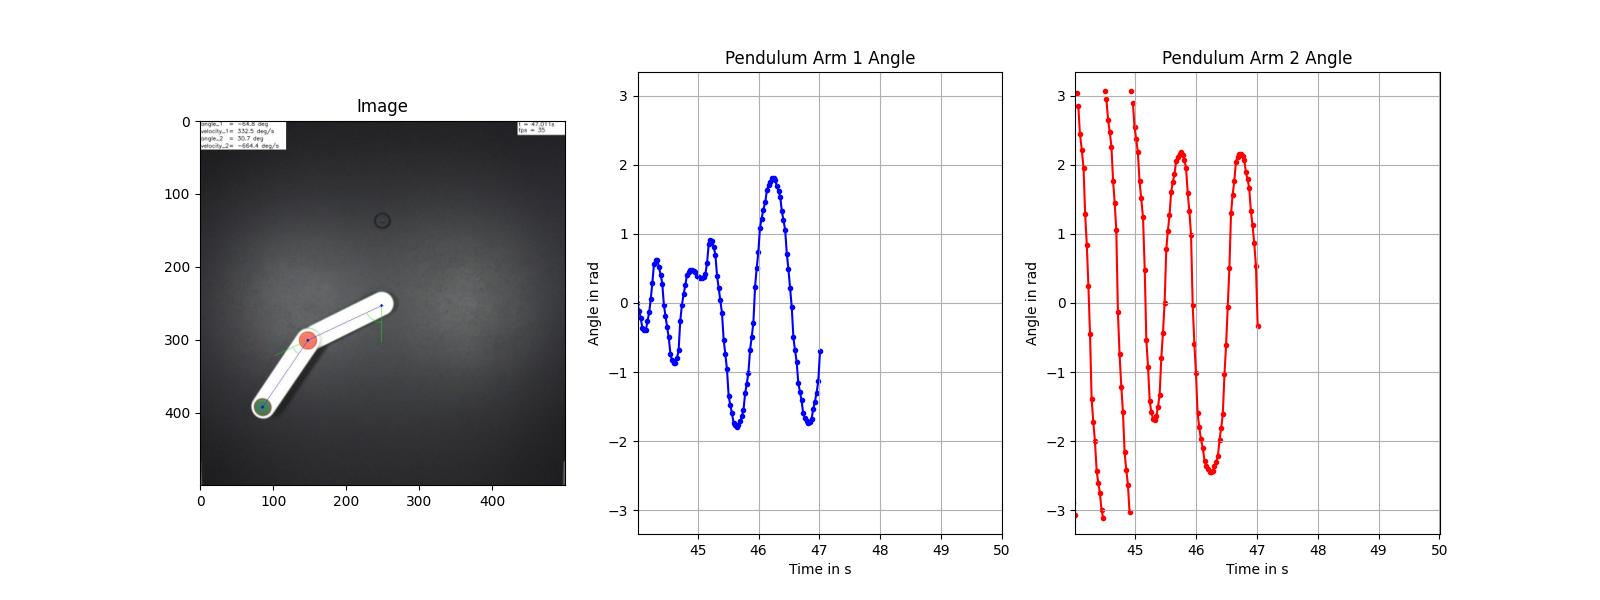 Image
angle_1 = -64.8 deg
velocity_1= 332.5 deg/s
angle_2 = 30.7 deg
velocity_2= -664.4 deg/s
t = 47.011s
fps = 35
0
100
200
300
400
0 100 200 300 400
Pendulum Arm 1 Angle
Angle in rad
3
2
1
0
−1
−2
−3
45 46 47 48 49 50
Time in s
Pendulum Arm 2 Angle
Angle in rad
3
2
1
0
−1
−2
−3
45 46 47 48 49 50
Time in s